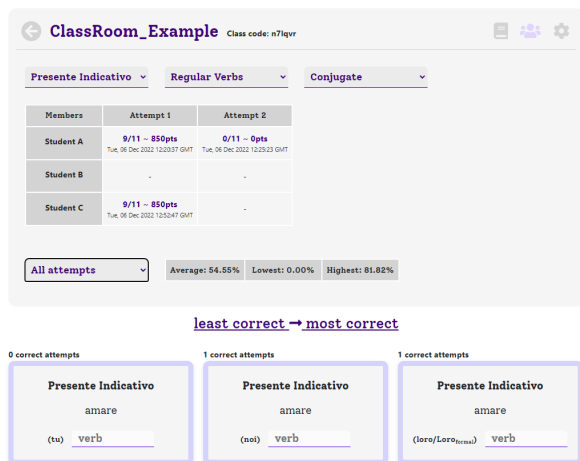 ClassRoom_Example Class code: n7lqvr
Presente Indicativo Regular Verbs Conjugate
Members Attempt 1 Attempt 2
Student A 9/11 ~ 850pts 0/11 ~ 0pts
Tue, 06 Dec 2022 12:20:37 GMT Tue, 06 Dec 2022 12:29:23 GMT
Student B - -
Student C 9/11 ~ 850pts -
Tue, 06 Dec 2022 12:52:47 GMT
All attempts Average: 54.55% Lowest: 0.00% Highest: 81.82%
least correct → most correct
0 correct attempts 1 correct attempts 1 correct attempts
Presente Indicativo Presente Indicativo Presente Indicativo
amare amare amare
(tu) verb (noi) verb (loro/Loro formal) verb